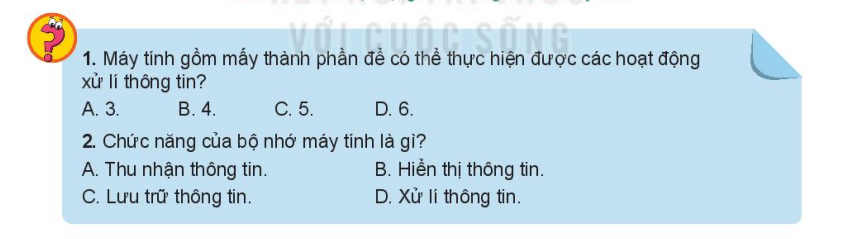 VỚI CUỘC SỐNG
1. Máy tính gồm mấy thành phần để có thể thực hiện được các hoạt động
xử lí thông tin?
A. 3. B. 4. C. 5. D. 6.
2. Chức năng của bộ nhớ máy tính là gì?
A. Thu nhận thông tin. B. Hiển thị thông tin.
C. Lưu trữ thông tin. D. Xử lí thông tin.